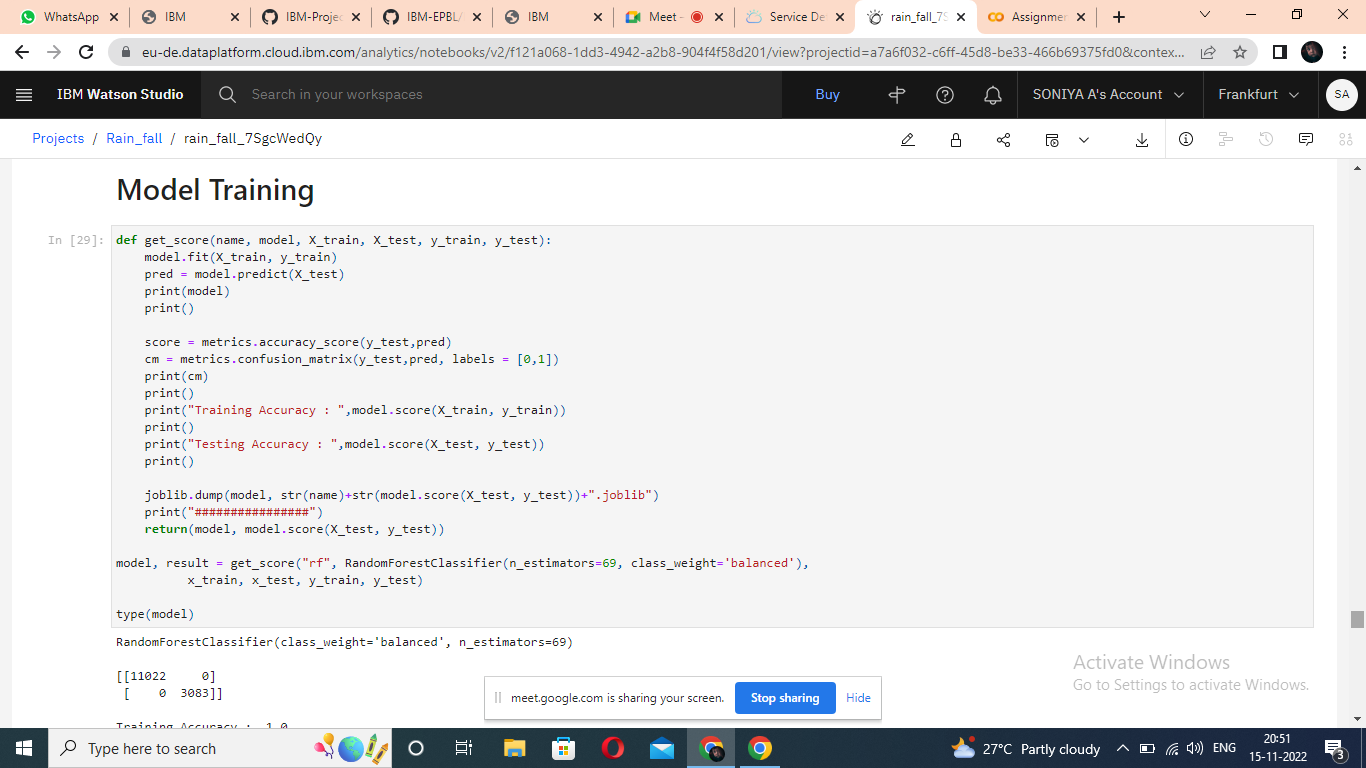 WhatsApp
IBM
IBM-Projec
IBM-EPBL/
IBM
Meet -
Service De
rain_fall_7S
Assignmen
eu-de.dataplatform.cloud.ibm.com/analytics/notebooks/v2/f121a068-1dd3-4942-a2b8-904f4f58d201/view?projectid=a7a6f032-c6ff-45d8-be33-466b69375fd0&contex...
IBM Watson Studio
Search in your workspaces
Buy
SONIYA A's Account
Frankfurt
SA
Projects / Rain_fall / rain_fall_7SgcWedQy
Model Training
In [29]:
def get_score(name, model, X_train, X_test, y_train, y_test):
    model.fit(X_train, y_train)
    pred = model.predict(X_test)
    print(model)
    print()
    score = metrics.accuracy_score(y_test,pred)
    cm = metrics.confusion_matrix(y_test,pred, labels = [0,1])
    print(cm)
    print()
    print("Training Accuracy : ",model.score(X_train, y_train))
    print()
    print("Testing Accuracy : ",model.score(X_test, y_test))
    print()
    joblib.dump(model, str(name)+str(model.score(X_test, y_test))+".joblib")
    print("################")
    return(model, model.score(X_test, y_test))
model, result = get_score("rf", RandomForestClassifier(n_estimators=69, class_weight='balanced'),
          x_train, x_test, y_train, y_test)
type(model)
RandomForestClassifier(class_weight='balanced', n_estimators=69)
[[11022     0]
 [    0  3083]]
Training Accuracy :  1.0
Activate Windows
Go to Settings to activate Windows.
meet.google.com is sharing your screen.
Stop sharing
Hide
Type here to search
27°C Partly cloudy
ENG
20:51
15-11-2022
3